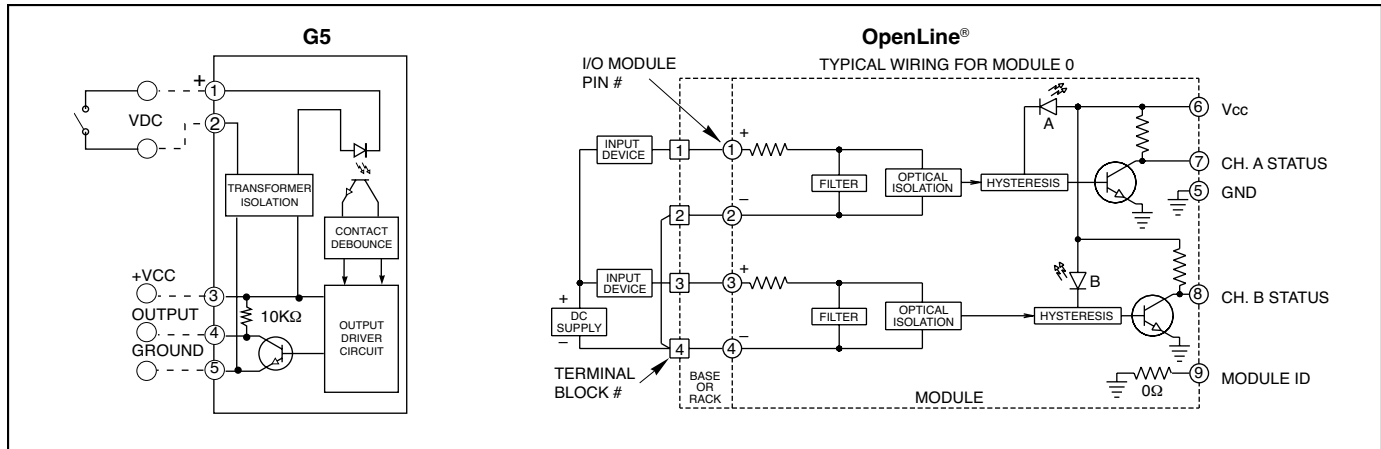 G5
+
1
2
VDC
TRANSFORMER
ISOLATION
CONTACT
DEBOUNCE
+VCC
3
OUTPUT
10KΩ
4
GROUND
5
OUTPUT
DRIVER
CIRCUIT
OpenLine®
I/O MODULE
PIN #
TYPICAL WIRING FOR MODULE 0
INPUT
DEVICE
1
1
+
FILTER
OPTICAL
ISOLATION
HYSTERESIS
A
6
Vcc
7
CH. A STATUS
5
GND
2
2
–
INPUT
DEVICE
3
3
+
FILTER
OPTICAL
ISOLATION
HYSTERESIS
B
8
CH. B STATUS
+
DC
SUPPLY
–
4
4
–
TERMINAL
BLOCK #
BASE
OR
RACK
MODULE
0Ω
9
MODULE ID